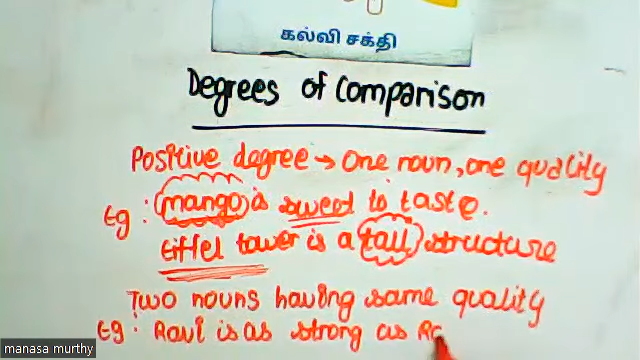 கல்வி சக்தி
Degrees of Comparison
Positive degree → One noun, one quality
Eg : mango is sweet to taste.
Eiffel tower is a tall structure
Two nouns having same quality
Eg : Ravi is as strong as Ra
manasa murthy